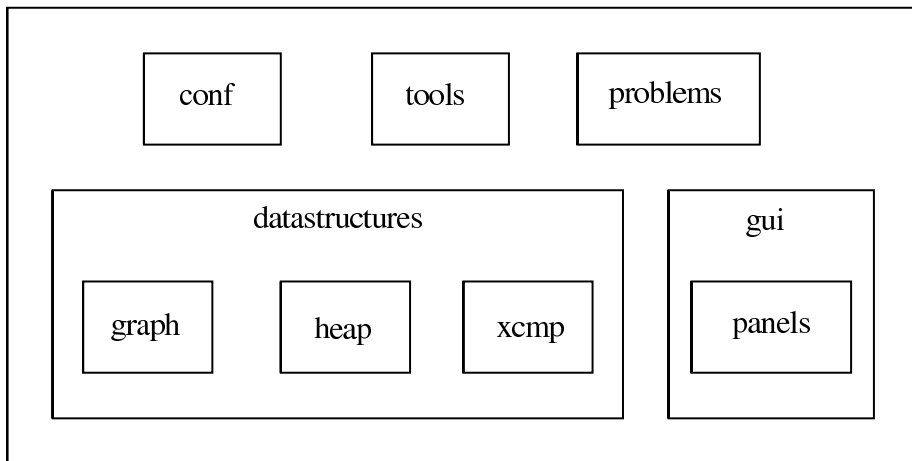 conf
tools
problems
datastructures
gui
graph
heap
xcmp
panels